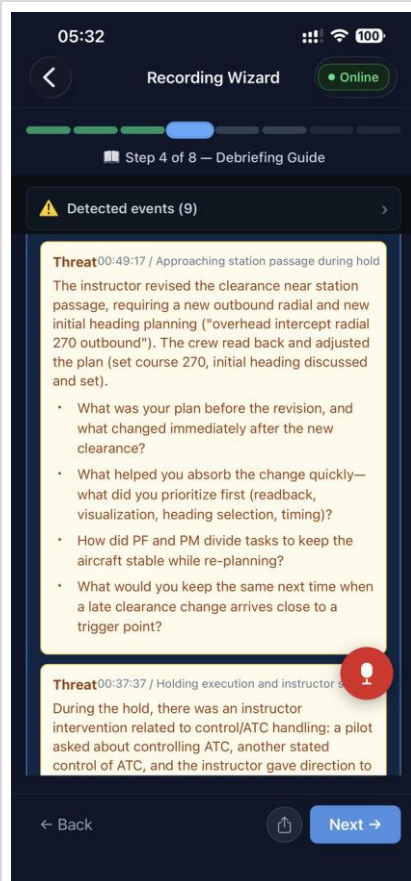 05:32
100
Recording Wizard
Online
Step 4 of 8 — Debriefing Guide
Detected events (9)
Threat 00:49:17 / Approaching station passage during hold
The instructor revised the clearance near station
passage, requiring a new outbound radial and new
initial heading planning ("overhead intercept radial
270 outbound"). The crew read back and adjusted
the plan (set course 270, initial heading discussed
and set).
• What was your plan before the revision, and
what changed immediately after the new
clearance?
• What helped you absorb the change quickly—
what did you prioritize first (readback,
visualization, heading selection, timing)?
• How did PF and PM divide tasks to keep the
aircraft stable while re-planning?
• What would you keep the same next time when
a late clearance change arrives close to a
trigger point?
Threat 00:37:37 / Holding execution and instructor
During the hold, there was an instructor
intervention related to control/ATC handling: a pilot
asked about controlling ATC, another stated
control of ATC, and the instructor gave direction to
← Back
Next →